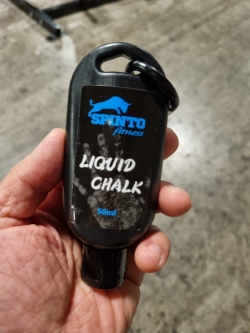 SPINTO
fitness
LIQUID
CHALK
50ml